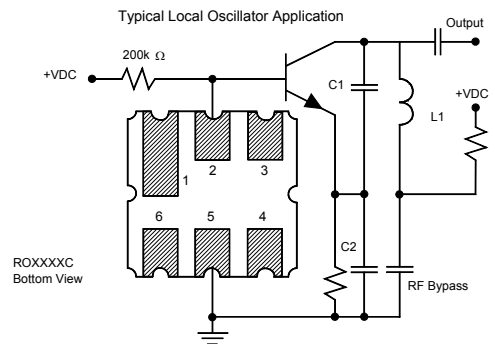 Typical Local Oscillator Application
Output
200k Ω
+VDC
C1
+VDC
L1
1
2
3
6
5
4
C2
ROXXXXC
Bottom View
RF Bypass